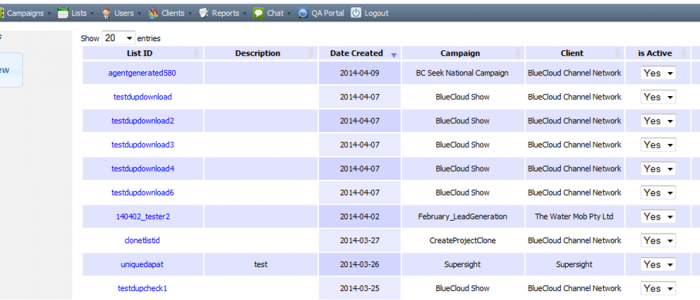 Campaigns Lists Users Clients Reports Chat QA Portal Logout
Show 20 entries
List ID Description Date Created Campaign Client is Active
agentgenerated580 2014-04-09 BC Seek National Campaign BlueCloud Channel Network Yes
testdupdownload 2014-04-07 BlueCloud Show BlueCloud Channel Network Yes
testdupdownload2 2014-04-07 BlueCloud Show BlueCloud Channel Network Yes
testdupdownload3 2014-04-07 BlueCloud Show BlueCloud Channel Network Yes
testdupdownload4 2014-04-07 BlueCloud Show BlueCloud Channel Network Yes
testdupdownload6 2014-04-07 BlueCloud Show BlueCloud Channel Network Yes
140402_tester2 2014-04-02 February_LeadGeneration The Water Mob Pty Ltd Yes
clonetlistid 2014-03-27 CreateProjectClone BlueCloud Channel Network Yes
uniquedapat test 2014-03-26 Supersight Supersight Yes
testdupcheck1 2014-03-25 BlueCloud Show BlueCloud Channel Network Yes